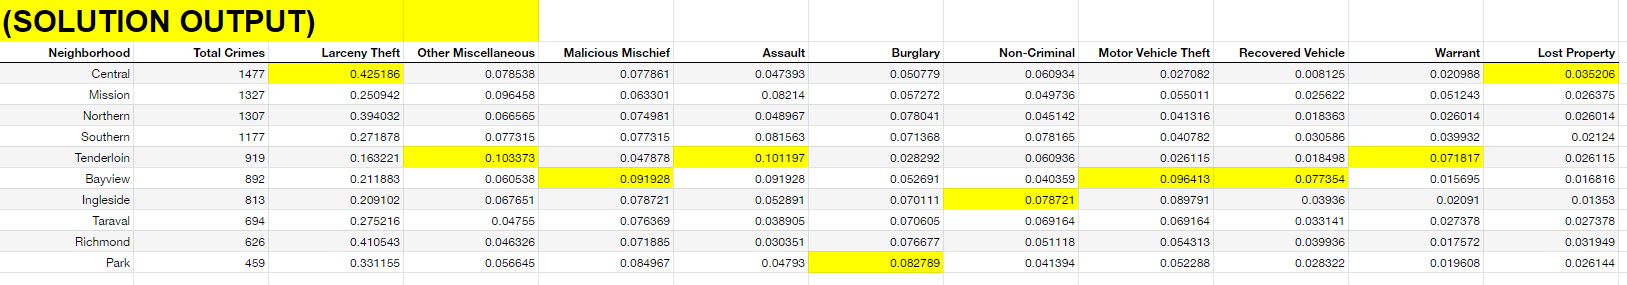 (SOLUTION OUTPUT)
Neighborhood Total Crimes Larceny Theft Other Miscellaneous Malicious Mischief Assault Burglary Non-Criminal Motor Vehicle Theft Recovered Vehicle Warrant Lost Property
Central 1477 0.425186 0.078538 0.077861 0.047393 0.050779 0.060934 0.027082 0.008125 0.020988 0.035206
Mission 1327 0.250942 0.096458 0.063301 0.08214 0.057272 0.049736 0.055011 0.025622 0.051243 0.026375
Northern 1307 0.394032 0.066565 0.074981 0.048967 0.078041 0.045142 0.041316 0.018363 0.026014 0.026014
Southern 1177 0.271878 0.077315 0.077315 0.081563 0.071368 0.078165 0.040782 0.030586 0.039932 0.02124
Tenderloin 919 0.163221 0.103373 0.047878 0.101197 0.028292 0.060936 0.026115 0.018498 0.071817 0.026115
Bayview 892 0.211883 0.060538 0.091928 0.091928 0.052691 0.040359 0.096413 0.077354 0.015695 0.016816
Ingleside 813 0.209102 0.067651 0.078721 0.052891 0.070111 0.078721 0.089791 0.03936 0.02091 0.01353
Taraval 694 0.275216 0.04755 0.076369 0.038905 0.070605 0.069164 0.069164 0.033141 0.027378 0.027378
Richmond 626 0.410543 0.046326 0.071885 0.030351 0.076677 0.051118 0.054313 0.039936 0.017572 0.031949
Park 459 0.331155 0.056645 0.084967 0.04793 0.082789 0.041394 0.052288 0.028322 0.019608 0.026144